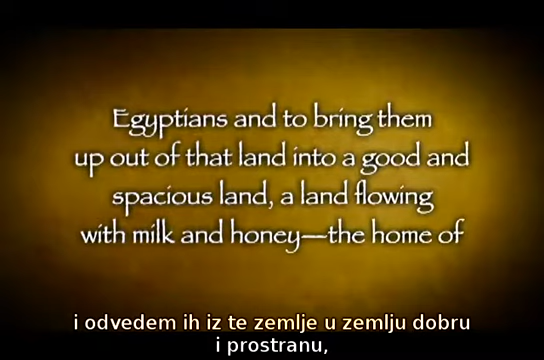 Egyptians and to bring them
up out of that land into a good and
spacious land, a land flowing
with milk and honey—the home of
i odvedem ih iz te zemlje u zemlju dobru
i prostranu,